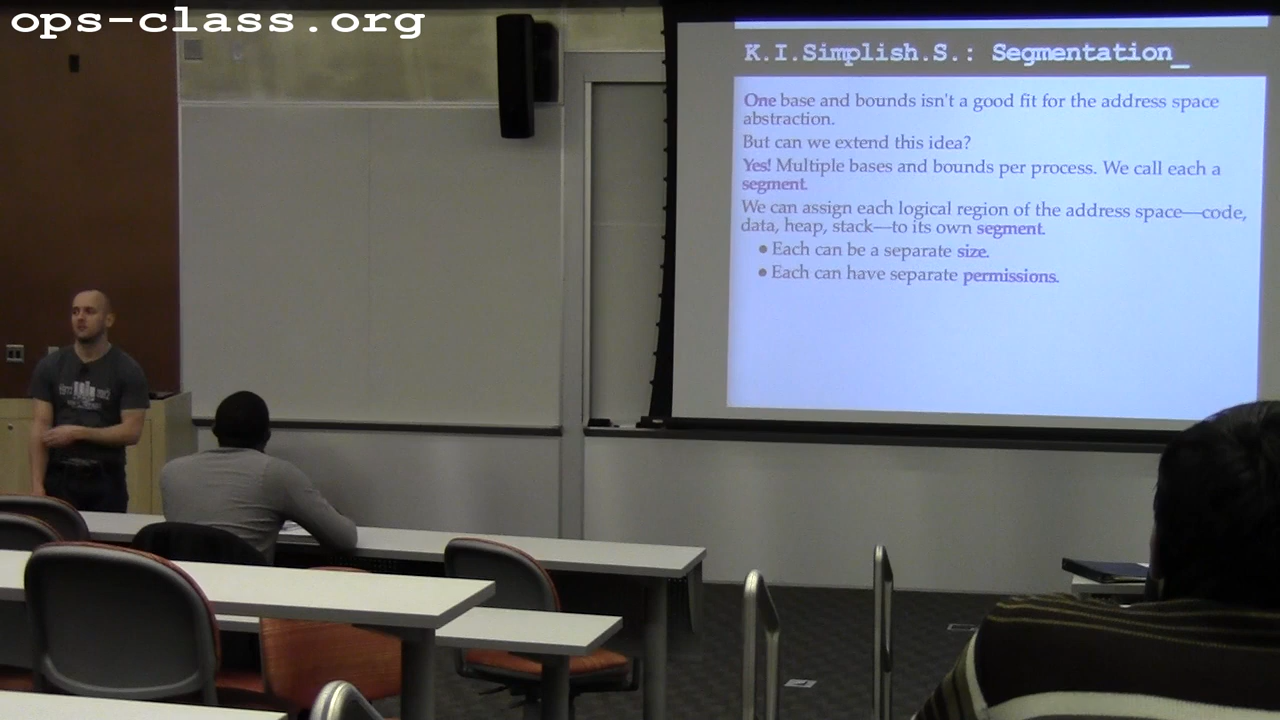 ops-class.org
K.I.Simplish.S.: Segmentation_
One base and bounds isn't a good fit for the address space
abstraction.
But can we extend this idea?
Yes! Multiple bases and bounds per process. We call each a
segment.
We can assign each logical region of the address space—code,
data, heap, stack—to its own segment.
• Each can be a separate size.
• Each can have separate permissions.